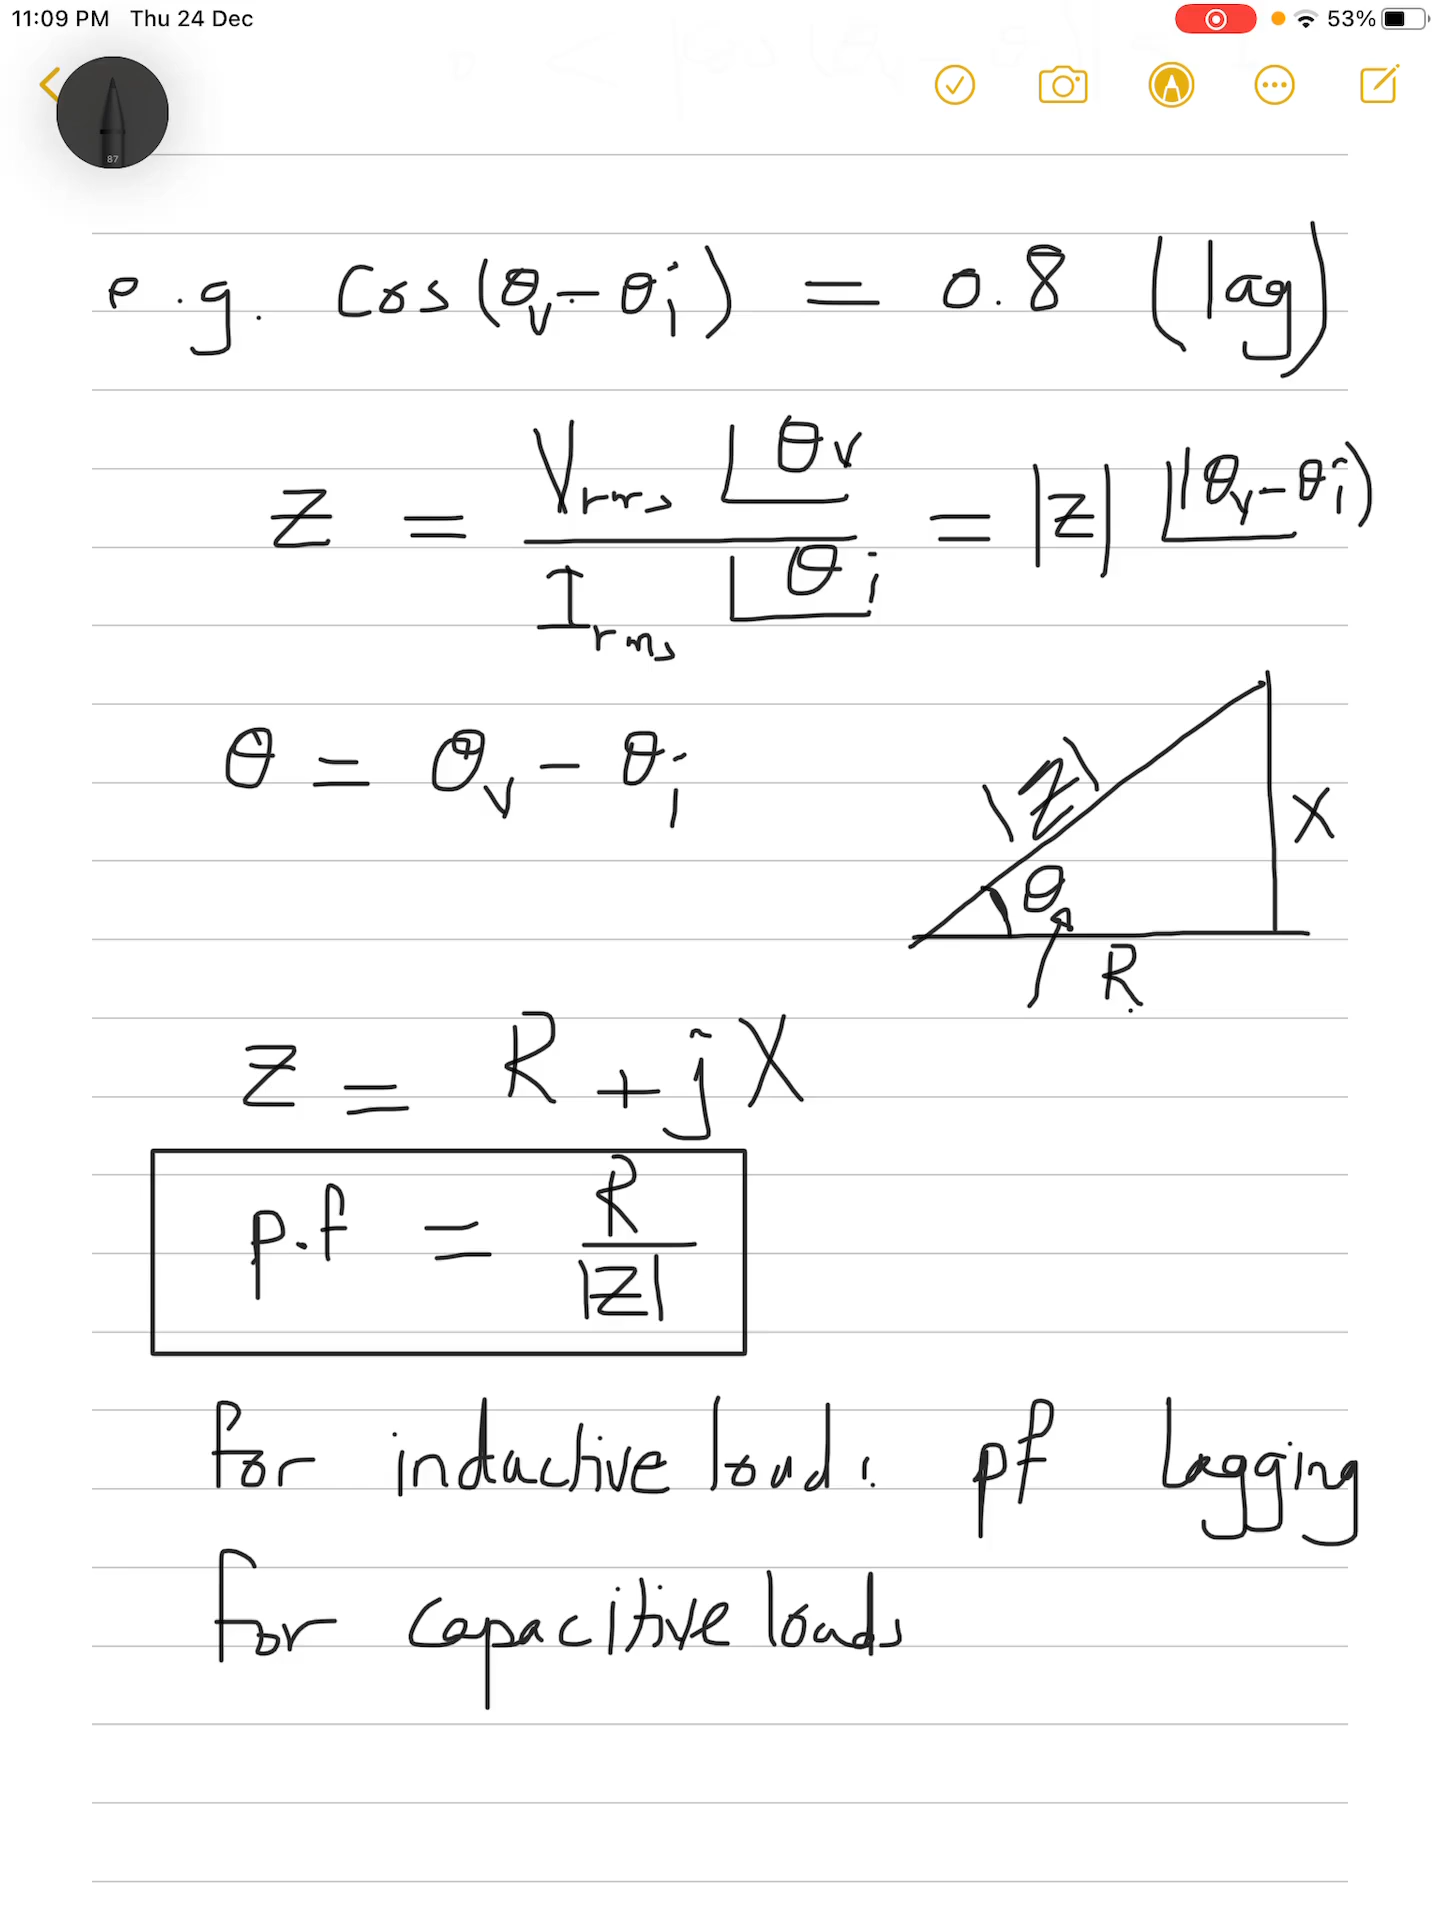 11:09 PM Thu 24 Dec 53%
87
e.g. Cos(θv - θi) = 0.8 (lag)
Z = Vrms ∠θv / Irms ∠θi = |Z| ∠(θv - θi)
θ = θv - θi
|Z| X
θ
R
Z = R + jX
p.f = R / |Z|
For inductive load: pf Lagging
For capacitive loads